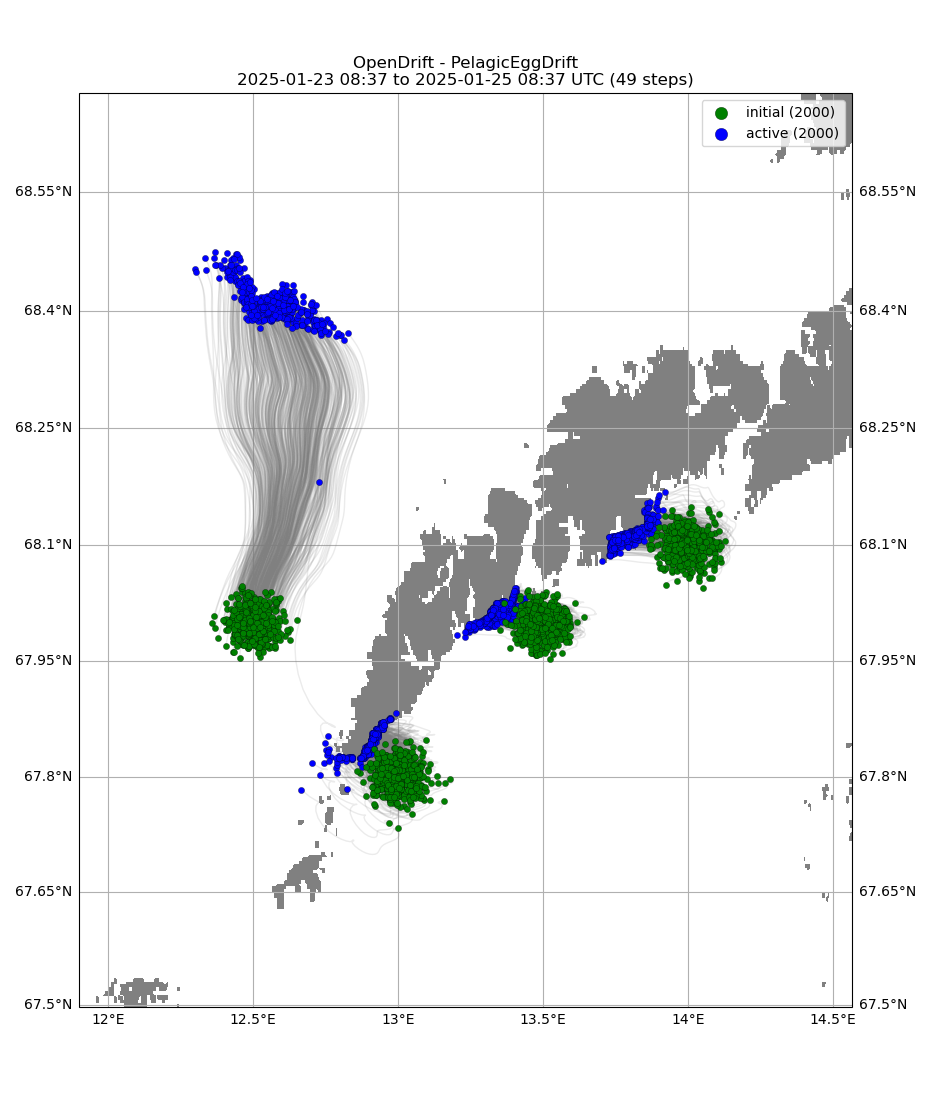 OpenDrift - PelagicEggDrift
2025-01-23 08:37 to 2025-01-25 08:37 UTC (49 steps)
initial (2000)
active (2000)
68.55°N 68.55°N
68.4°N 68.4°N
68.25°N 68.25°N
68.1°N 68.1°N
67.95°N 67.95°N
67.8°N 67.8°N
67.65°N 67.65°N
67.5°N 67.5°N
12°E 12.5°E 13°E 13.5°E 14°E 14.5°E